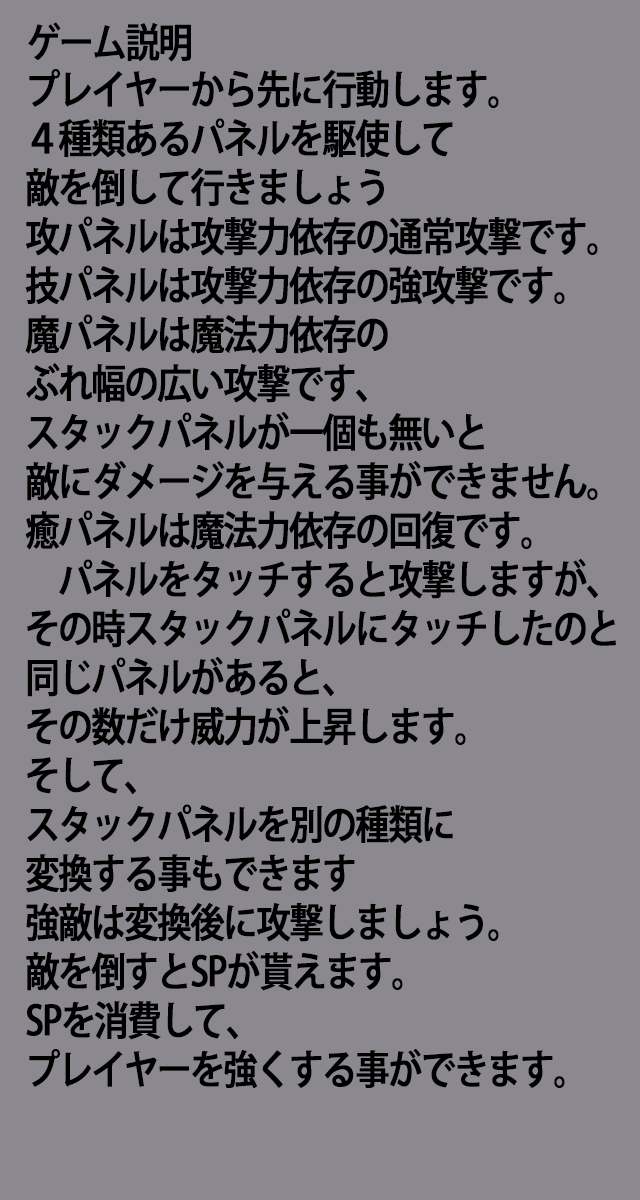 ゲーム説明
プレイヤーから先に行動します。
４種類あるパネルを駆使して
敵を倒して行きましょう
攻パネルは攻撃力依存の通常攻撃です。
技パネルは攻撃力依存の強攻撃です。
魔パネルは魔法力依存の
ぶれ幅の広い攻撃です、
スタックパネルが一個も無いと
敵にダメージを与える事ができません。
癒パネルは魔法力依存の回復です。
　パネルをタッチすると攻撃しますが、
その時スタックパネルにタッチしたのと
同じパネルがあると、
その数だけ威力が上昇します。
そして、
スタックパネルを別の種類に
変換する事もできます
強敵は変換後に攻撃しましょう。
敵を倒すとSPが貰えます。
SPを消費して、
プレイヤーを強くする事ができます。